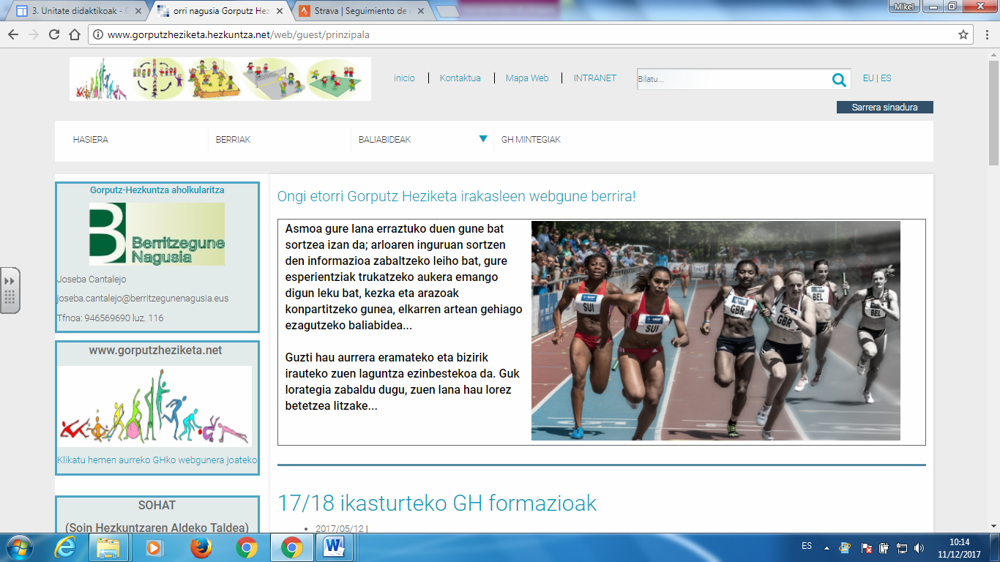 3. Unitate didaktikoak - G
orri nagusia Gorputz Hez
Strava | Seguimiento de
Mikel
www.gorputzheziketa.hezkuntza.net/web/guest/prinzipala
inicio
Kontaktua
Mapa Web
INTRANET
Bilatu...
EU | ES
Sarrera sinadura
HASIERA
BERRIAK
BALIABIDEAK
GH MINTEGIAK
Gorputz-Hezkuntza aholkularitza
B
Berritzegune
Nagusia
Joseba Cantalejo
joseba.cantalejo@berritzegunenagusia.eus
Tfnoa: 946569690 luz. 116
www.gorputzheziketa.net
Klikatu hemen aurreko GHko webgunera joateko
SOHAT
(Soin Hezkuntzaren Aldeko Taldea)
Ongi etorri Gorputz Heziketa irakasleen webgune berrira!
Asmoa gure lana erraztuko duen gune bat
sortzea izan da; arloaren inguruan sortzen
den informazioa zabaltzeko leiho bat, gure
esperientziak trukatzeko aukera emango
digun leku bat, kezka eta arazoak
konpartitzeko gunea, elkarren artean gehiago
ezagutzeko baliabidea...
Guzti hau aurrera eramateko eta bizirik
irauteko zuen laguntza ezinbestekoa da. Guk
lorategia zabaldu dugu, zuen lana hau lorez
betetzea litzake...
SUI
SUI
GBR
GBR
BEL
BEL
17/18 ikasturteko GH formazioak
2017/05/12 |
ES
10:14
11/12/2017